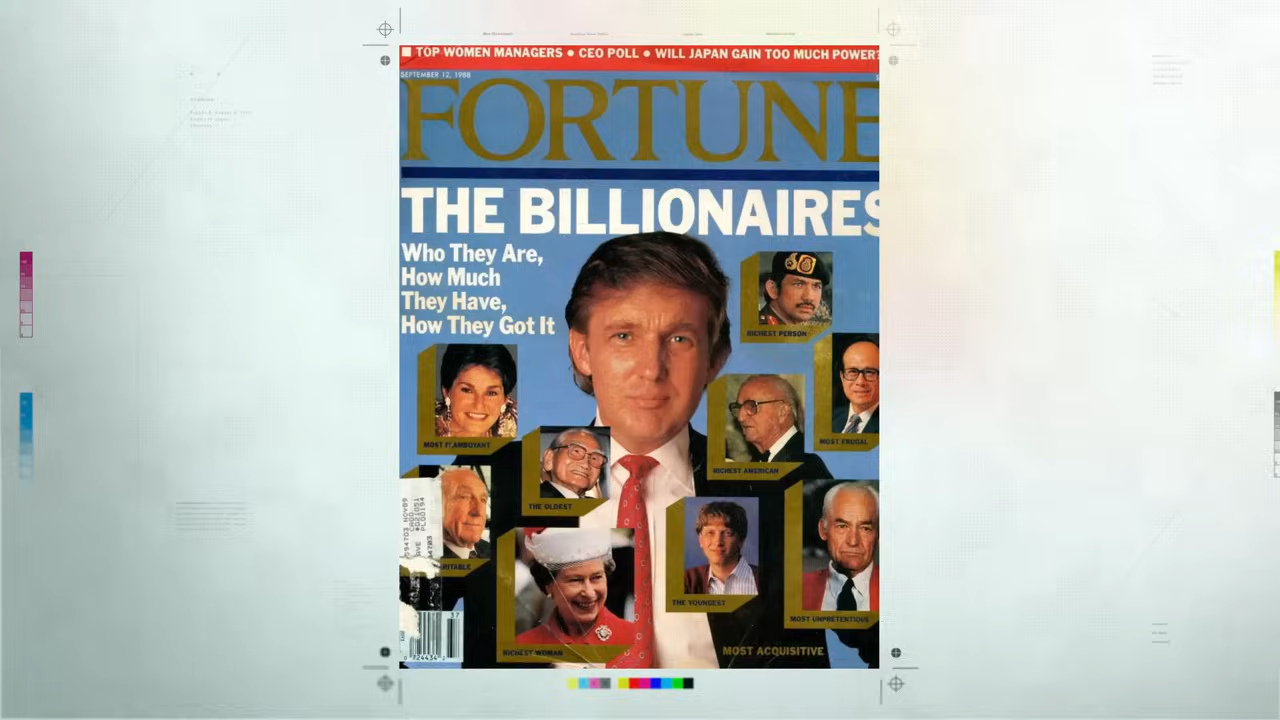 ■ TOP WOMEN MANAGERS • CEO POLL • WILL JAPAN GAIN TOO MUCH POWER?
SEPTEMBER 12, 1988
FORTUNE
THE BILLIONAIRES
Who They Are,
How Much
They Have,
How They Got It
RICHEST PERSON
MOST FLAMBOYANT
MOST FRUGAL
RICHEST AMERICAN
THE OLDEST
RITABLE
THE YOUNGEST
MOST UNPRETENTIOUS
RICHEST WOMAN
MOST ACQUISITIVE
37